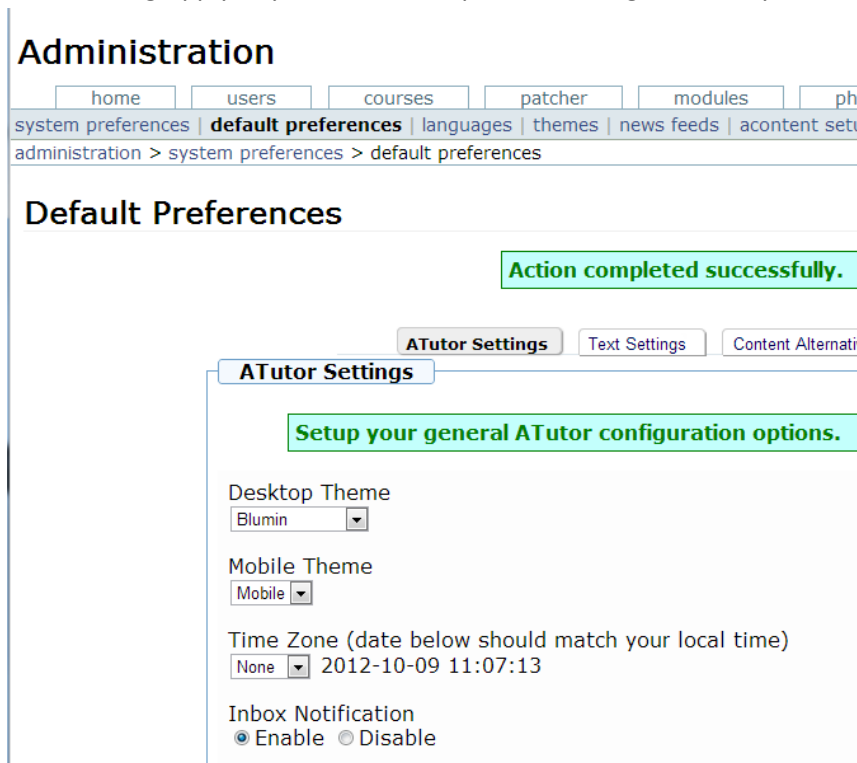 Administration
home users courses patcher modules ph
system preferences | default preferences | languages | themes | news feeds | acontent setu
administration > system preferences > default preferences
Default Preferences
Action completed successfully.
ATutor Settings Text Settings Content Alternati
ATutor Settings
Setup your general ATutor configuration options.
Desktop Theme
Blumin
Mobile Theme
Mobile
Time Zone (date below should match your local time)
None 2012-10-09 11:07:13
Inbox Notification
Enable Disable